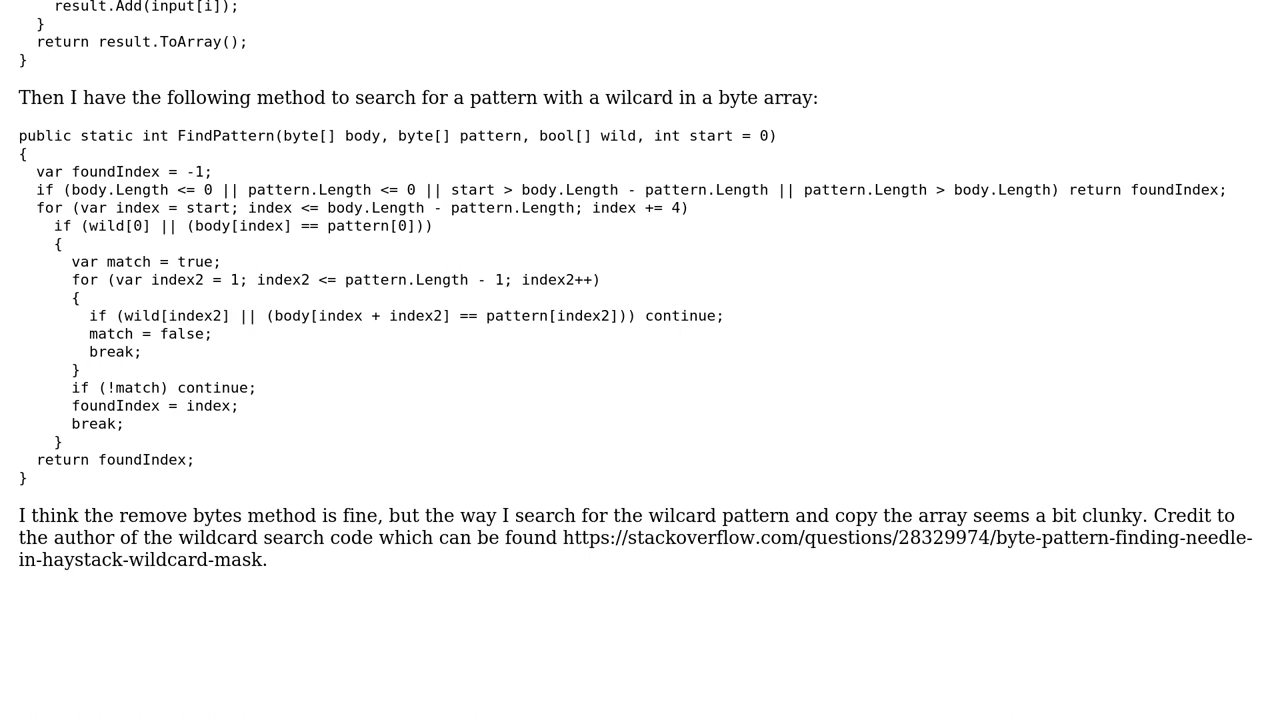 result.Add(input[i]);
  }
  return result.ToArray();
}
Then I have the following method to search for a pattern with a wilcard in a byte array:
public static int FindPattern(byte[] body, byte[] pattern, bool[] wild, int start = 0)
{
  var foundIndex = -1;
  if (body.Length <= 0 || pattern.Length <= 0 || start > body.Length - pattern.Length || pattern.Length > body.Length) return foundIndex;
  for (var index = start; index <= body.Length - pattern.Length; index += 4)
    if (wild[0] || (body[index] == pattern[0]))
    {
      var match = true;
      for (var index2 = 1; index2 <= pattern.Length - 1; index2++)
      {
        if (wild[index2] || (body[index + index2] == pattern[index2])) continue;
        match = false;
        break;
      }
      if (!match) continue;
      foundIndex = index;
      break;
    }
  return foundIndex;
}
I think the remove bytes method is fine, but the way I search for the wilcard pattern and copy the array seems a bit clunky. Credit to
the author of the wildcard search code which can be found https://stackoverflow.com/questions/28329974/byte-pattern-finding-needle-
in-haystack-wildcard-mask.